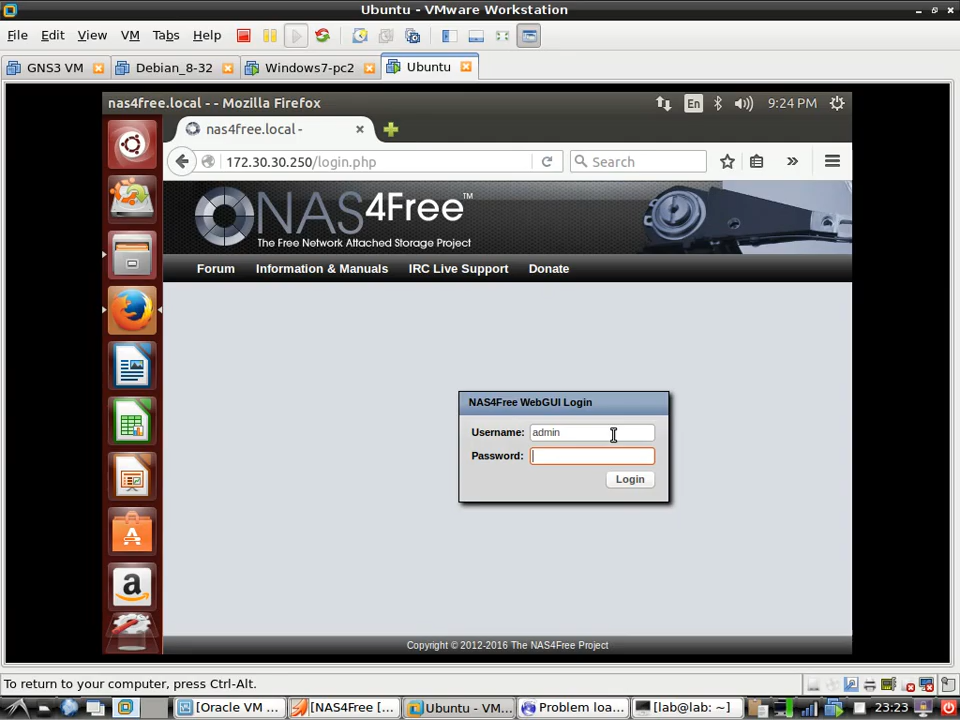 Ubuntu - VMware Workstation
File Edit View VM Tabs Help
GNS3 VM Debian_8-32 Windows7-pc2 Ubuntu
nas4free.local - - Mozilla Firefox En 9:24 PM
nas4free.local -
172.30.30.250/login.php Search
NAS4Free™
The Free Network Attached Storage Project
Forum Information & Manuals IRC Live Support Donate
NAS4Free WebGUI Login
Username: admin
Password:
Login
Copyright © 2012-2016 The NAS4Free Project
To return to your computer, press Ctrl-Alt.
[Oracle VM ... [NAS4Free [... Ubuntu - VM... Problem loa... [lab@lab: ~] 23:23